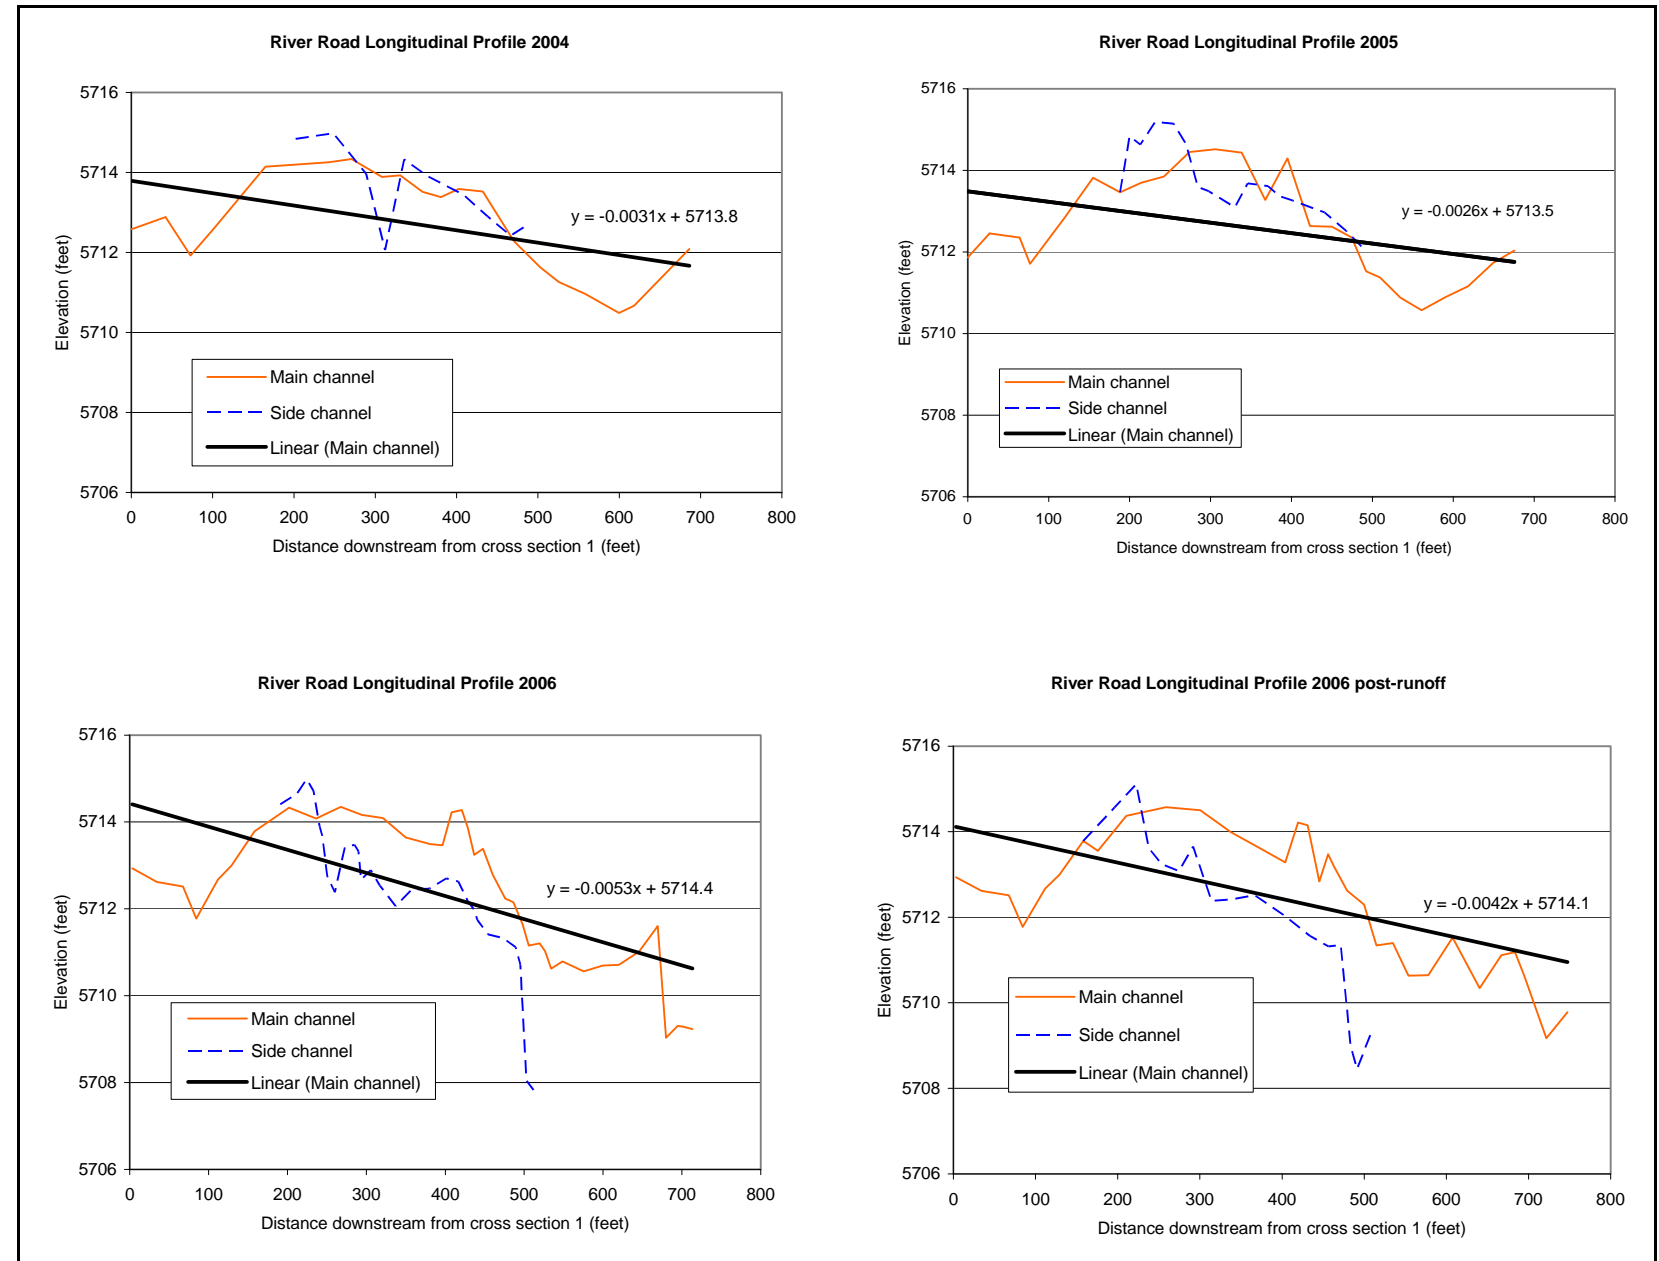 River Road Longitudinal Profile 2004
5716
5714
5712
5710
5708
5706
Elevation (feet)
y = -0.0031x + 5713.8
Main channel
Side channel
Linear (Main channel)
0 100 200 300 400 500 600 700 800
Distance downstream from cross section 1 (feet)
River Road Longitudinal Profile 2005
5716
5714
5712
5710
5708
5706
Elevation (feet)
y = -0.0026x + 5713.5
Main channel
Side channel
Linear (Main channel)
0 100 200 300 400 500 600 700 800
Distance downstream from cross section 1 (feet)
River Road Longitudinal Profile 2006
5716
5714
5712
5710
5708
5706
Elevation (feet)
y = -0.0053x + 5714.4
Main channel
Side channel
Linear (Main channel)
0 100 200 300 400 500 600 700 800
Distance downstream from cross section 1 (feet)
River Road Longitudinal Profile 2006 post-runoff
5716
5714
5712
5710
5708
5706
Elevation (feet)
y = -0.0042x + 5714.1
Main channel
Side channel
Linear (Main channel)
0 100 200 300 400 500 600 700 800
Distance downstream from cross section 1 (feet)